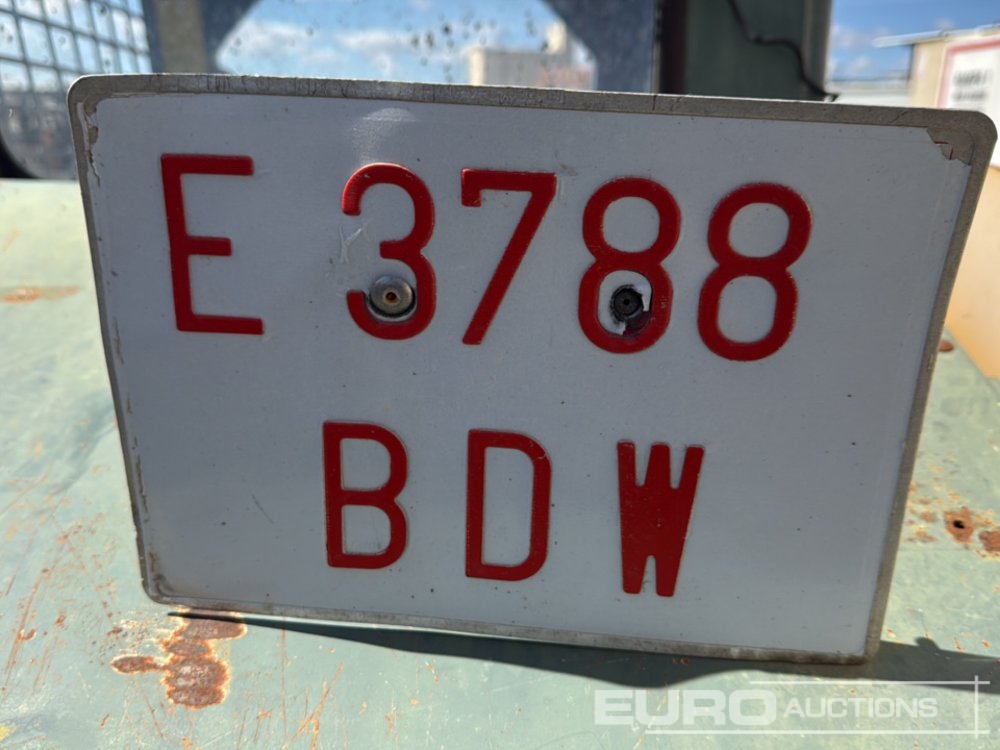 E 3788
BDW
EURO AUCTIONS